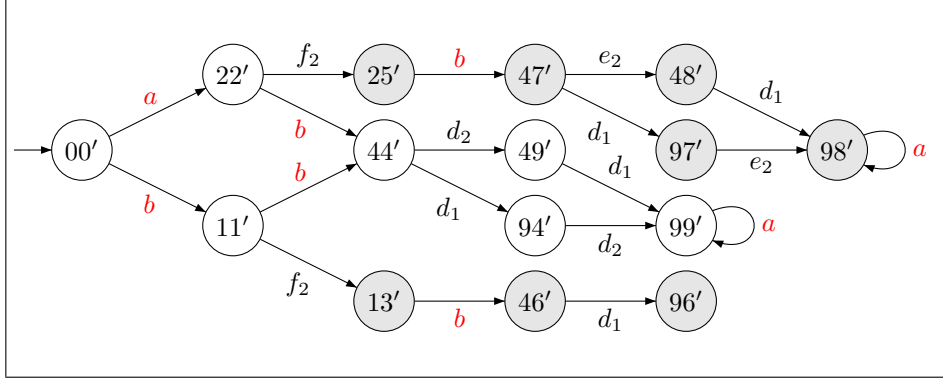 f₂ b e₂
22′ 25′ 47′ 48′
a d₁
b d₂ d₁
00′ 44′ 49′ 97′ e₂ 98′ a
b b d₁ d₁
11′ 94′ d₂ 99′ a
f₂
13′ b 46′ d₁ 96′